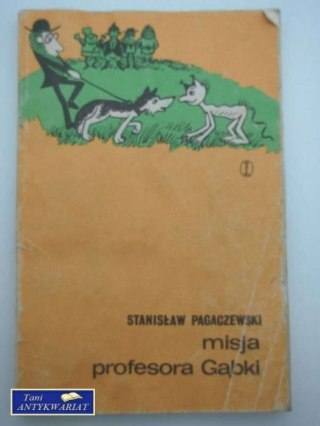 STANISŁAW PAGACZEWSKI
misja
profesora Gąbki
Tani
ANTYKWARIAT